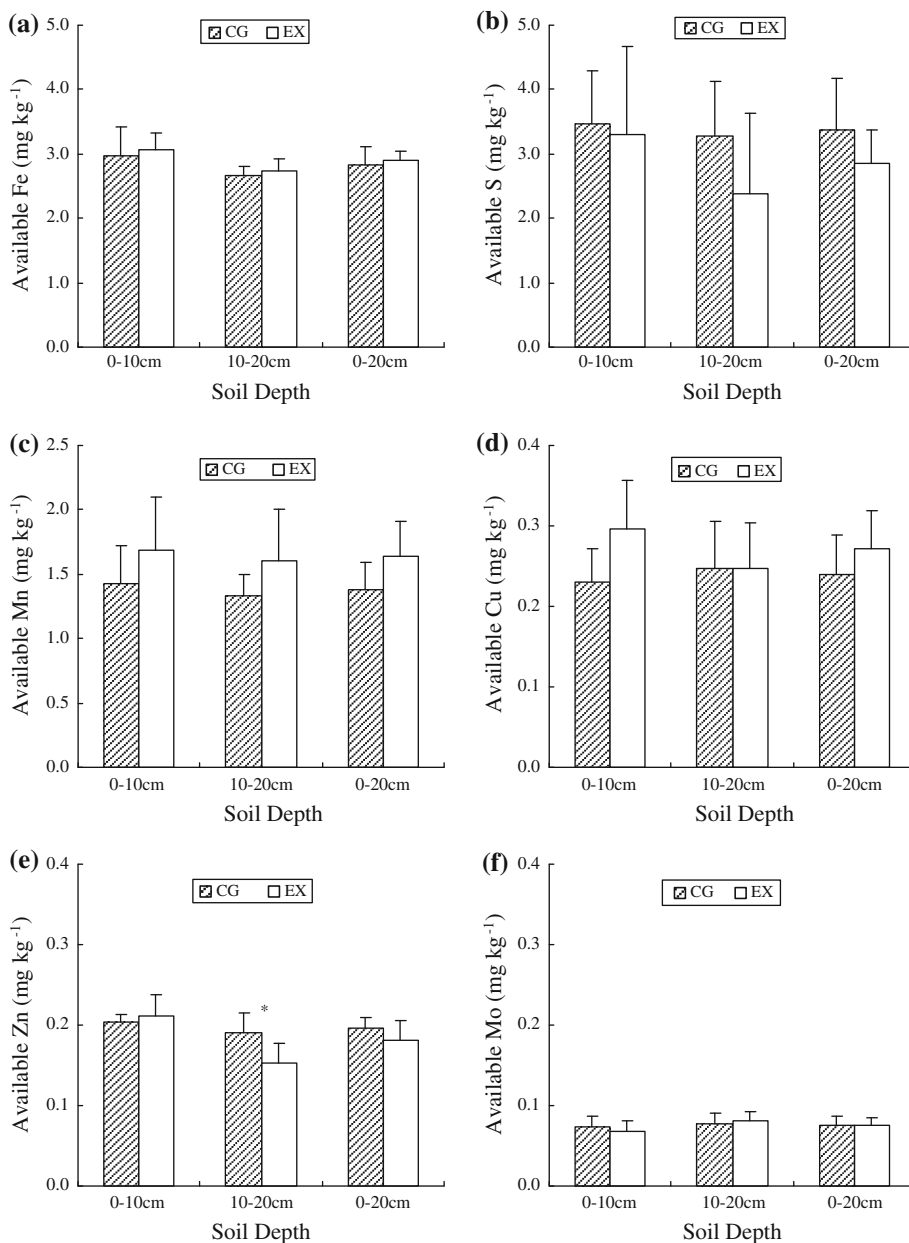 (a)
CG EX
Available Fe (mg kg⁻¹)
5.0
4.0
3.0
2.0
1.0
0.0
0-10cm 10-20cm 0-20cm
Soil Depth
(b)
CG EX
Available S (mg kg⁻¹)
5.0
4.0
3.0
2.0
1.0
0.0
0-10cm 10-20cm 0-20cm
Soil Depth
(c)
CG EX
Available Mn (mg kg⁻¹)
2.5
2.0
1.5
1.0
0.5
0.0
0-10cm 10-20cm 0-20cm
Soil Depth
(d)
CG EX
Available Cu (mg kg⁻¹)
0.4
0.3
0.2
0.1
0.0
0-10cm 10-20cm 0-20cm
Soil Depth
(e)
CG EX
Available Zn (mg kg⁻¹)
0.4
0.3
0.2
0.1
0.0
*
0-10cm 10-20cm 0-20cm
Soil Depth
(f)
CG EX
Available Mo (mg kg⁻¹)
0.4
0.3
0.2
0.1
0.0
0-10cm 10-20cm 0-20cm
Soil Depth